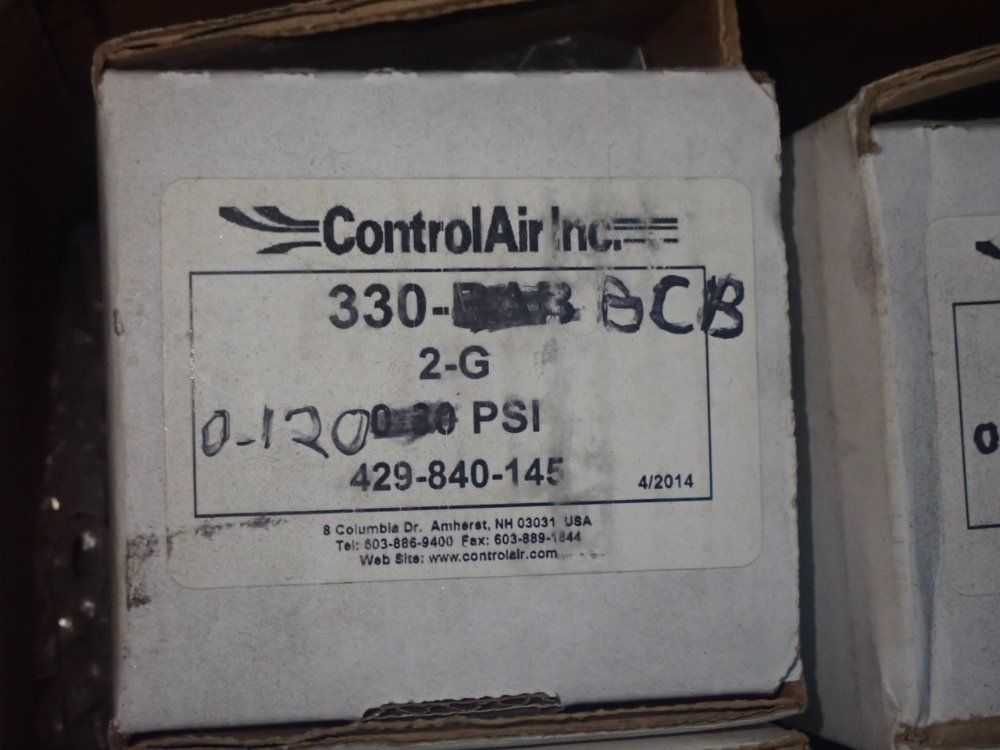 ControlAir Inc.
330- BCB
2-G
0-120 PSI
429-840-145
4/2014
8 Columbia Dr. Amherst, NH 03031 USA
Tel: 603-886-9400 Fax: 603-889-1844
Web Site: www.controlair.com